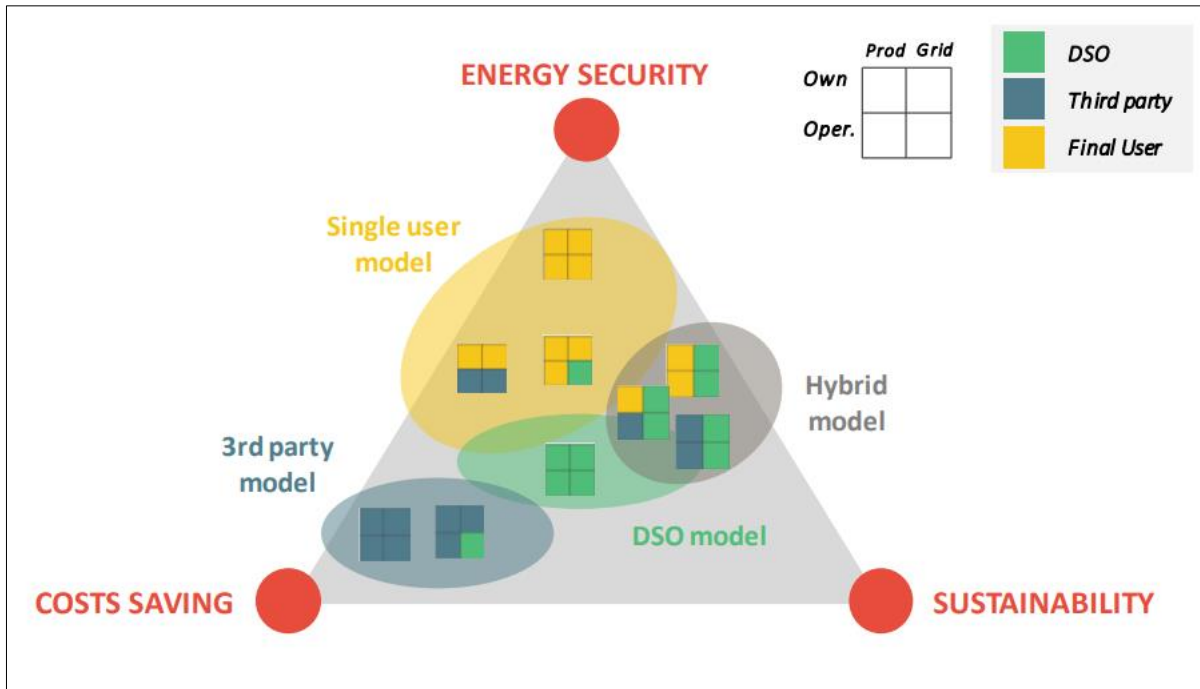 Prod Grid
Own
Oper.
DSO
Third party
Final User
ENERGY SECURITY
Single user
model
Hybrid
model
3rd party
model
DSO model
COSTS SAVING
SUSTAINABILITY